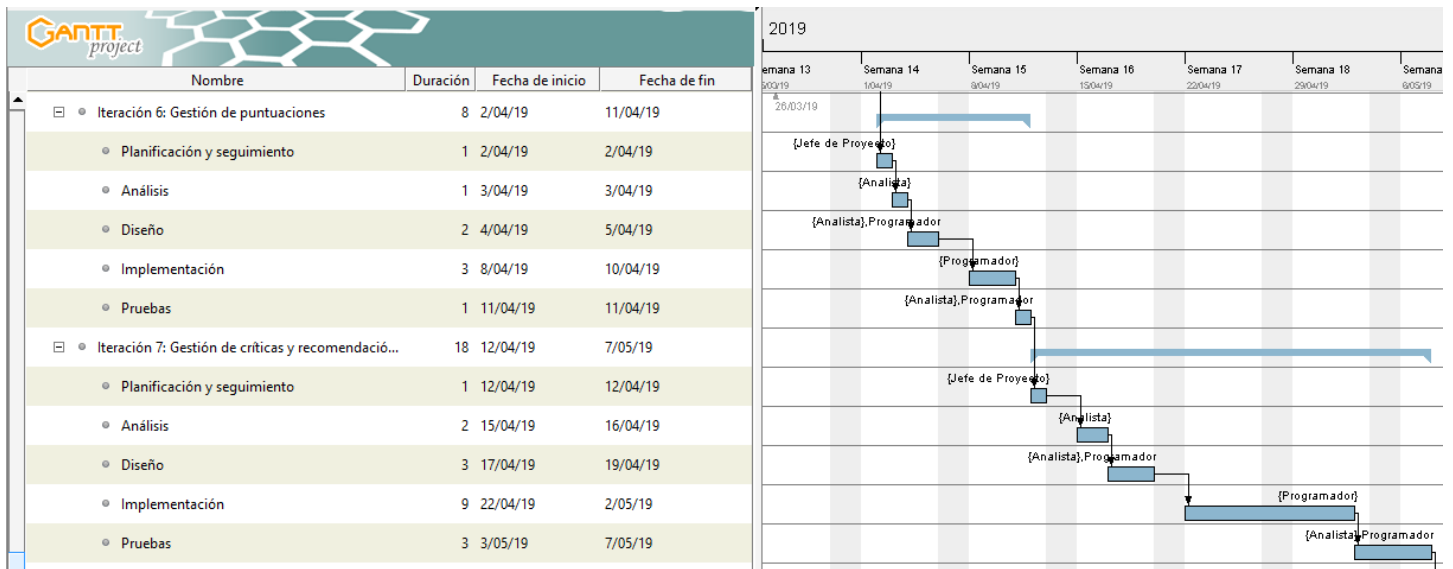 GANTT
project
2019
Nombre Duración Fecha de inicio Fecha de fin
emana 13 Semana 14 Semana 15 Semana 16 Semana 17 Semana 18 Semana
5/03/19 1/04/19 8/04/19 15/04/19 22/04/19 29/04/19 6/05/19
26/03/19
Iteración 6: Gestión de puntuaciones 8 2/04/19 11/04/19
{Jefe de Proyecto}
Planificación y seguimiento 1 2/04/19 2/04/19
{Analista}
Análisis 1 3/04/19 3/04/19
{Analista},Programador
Diseño 2 4/04/19 5/04/19
{Programador}
Implementación 3 8/04/19 10/04/19
{Analista},Programador
Pruebas 1 11/04/19 11/04/19
Iteración 7: Gestión de críticas y recomendació... 18 12/04/19 7/05/19
{Jefe de Proyecto}
Planificación y seguimiento 1 12/04/19 12/04/19
{Analista}
Análisis 2 15/04/19 16/04/19
{Analista},Programador
Diseño 3 17/04/19 19/04/19
{Programador}
Implementación 9 22/04/19 2/05/19
{Analista},Programador
Pruebas 3 3/05/19 7/05/19